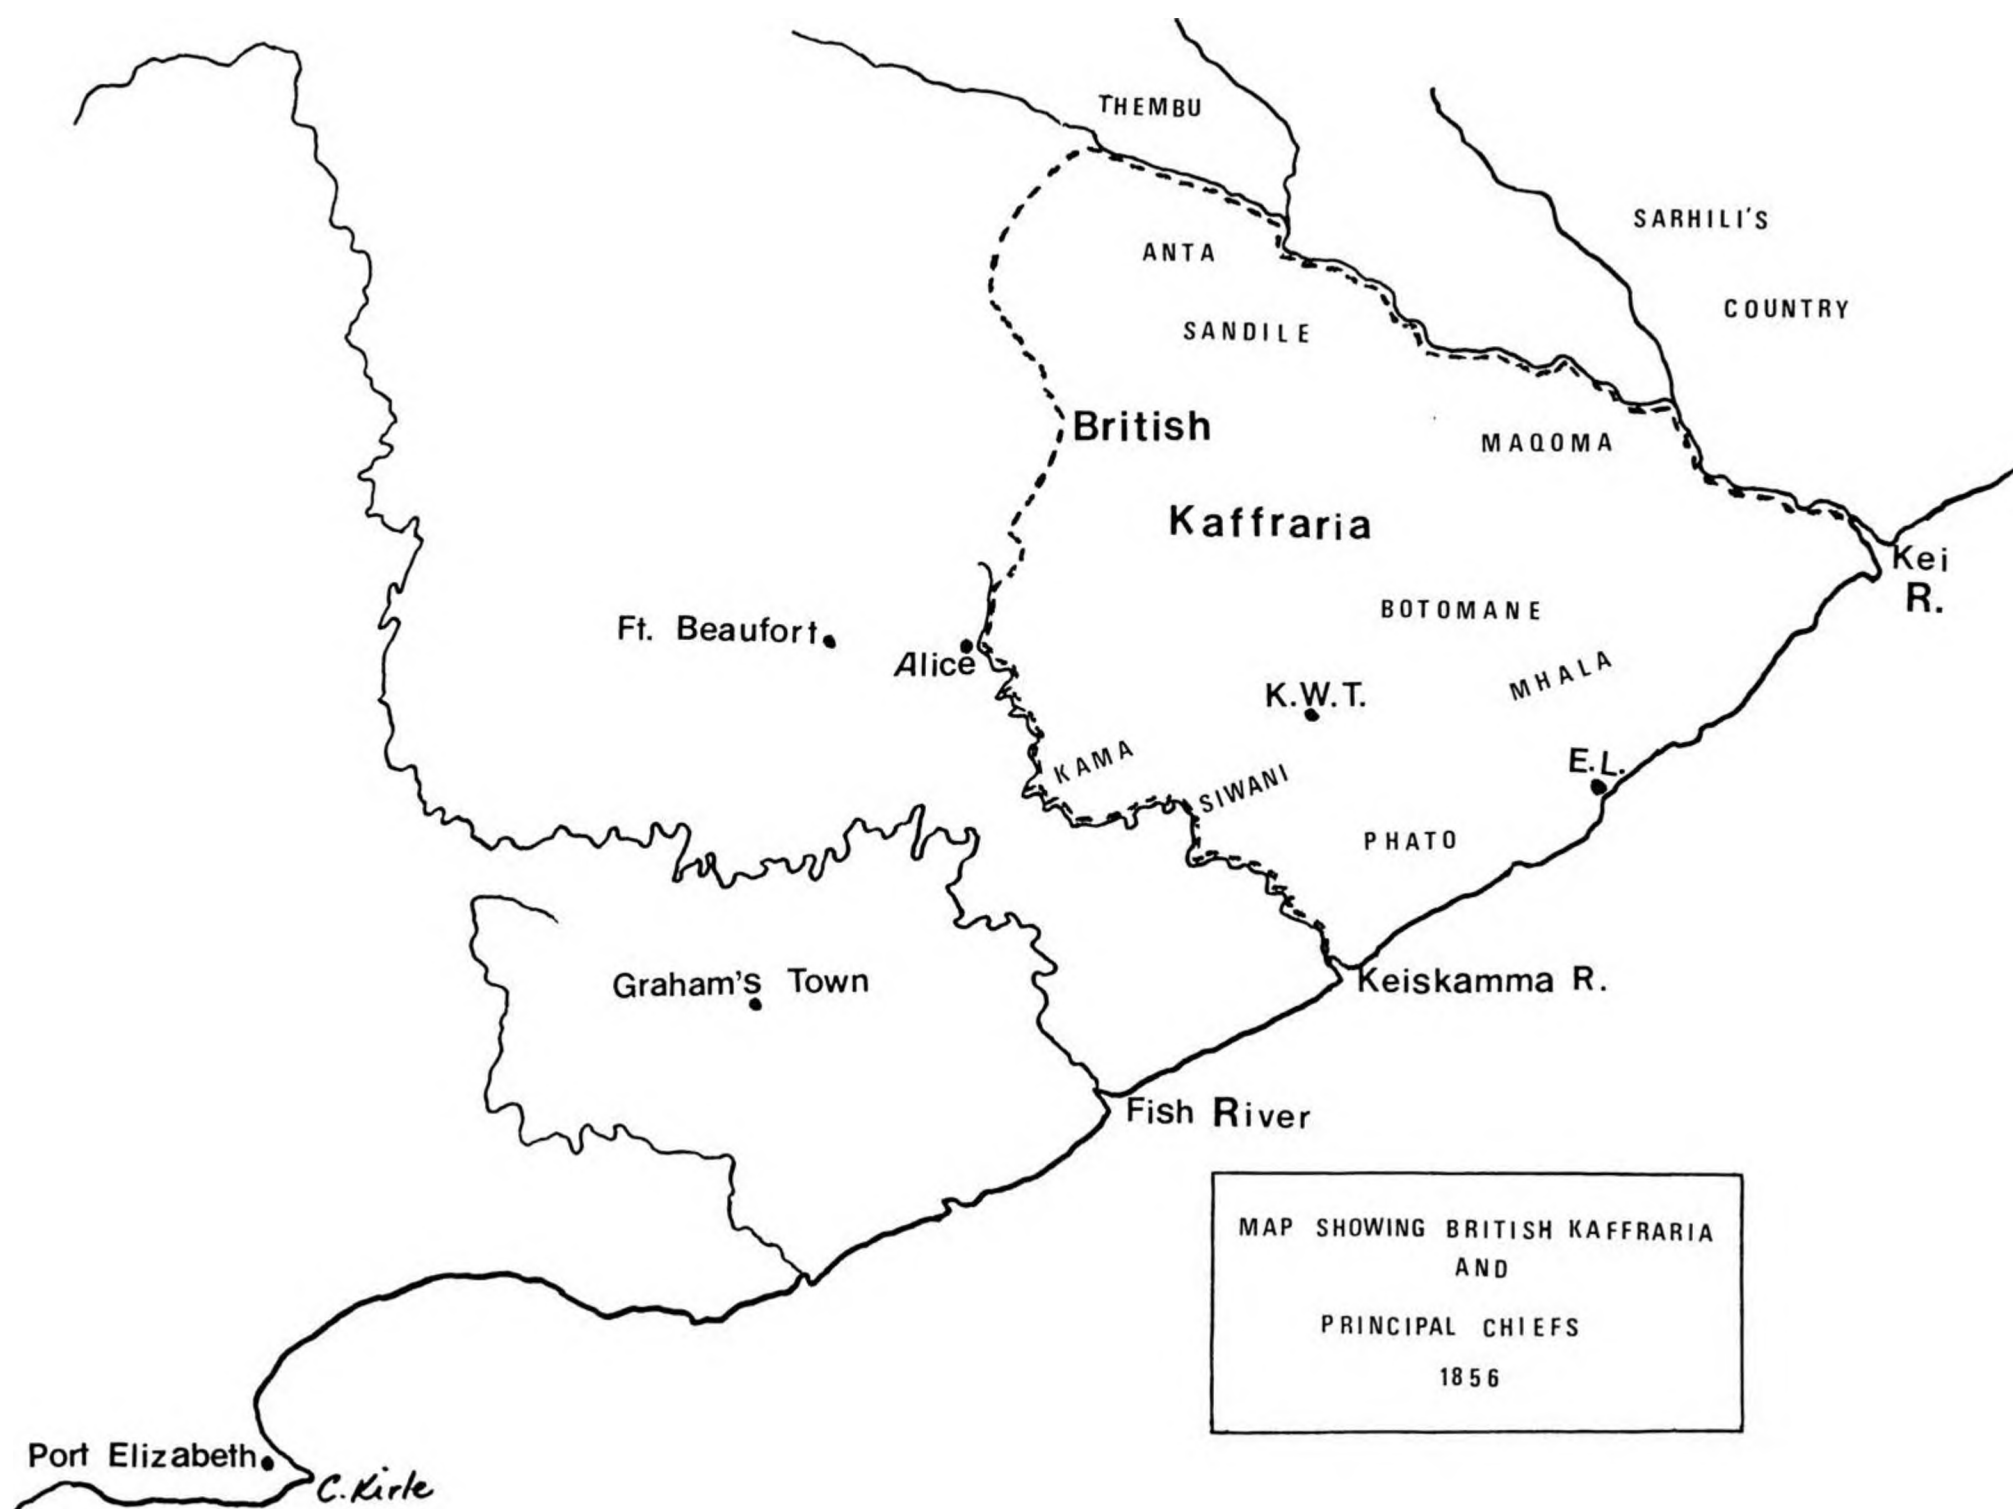 THEMBU
SARHILI'S
COUNTRY
ANTA
SANDILE
British
MAQOMA
Kaffraria
Kei
R.
BOTOMANE
Ft. Beaufort
Alice
MHALA
K.W.T.
KAMA
SIWANI
E.L.
PHATO
Graham's Town
Keiskamma R.
Fish River
MAP SHOWING BRITISH KAFFRARIA
AND
PRINCIPAL CHIEFS
1856
Port Elizabeth
C. Kirte